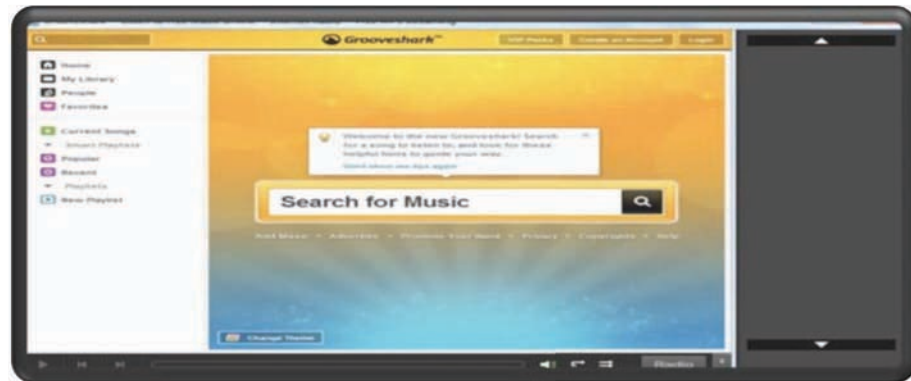 Grooveshark™
VIP Perks
Create an Account
Login
Home
My Library
People
Favorites
Current Songs
Smart Playlists
Popular
Recent
Playlists
New Playlist
Welcome to the new Grooveshark! Search
for a song to listen to, and look for these
helpful hints to guide your way.
Search for Music
Add Music • Advertise • Promote Your Band • Privacy • Copyrights • Help
Change Theme
Radio